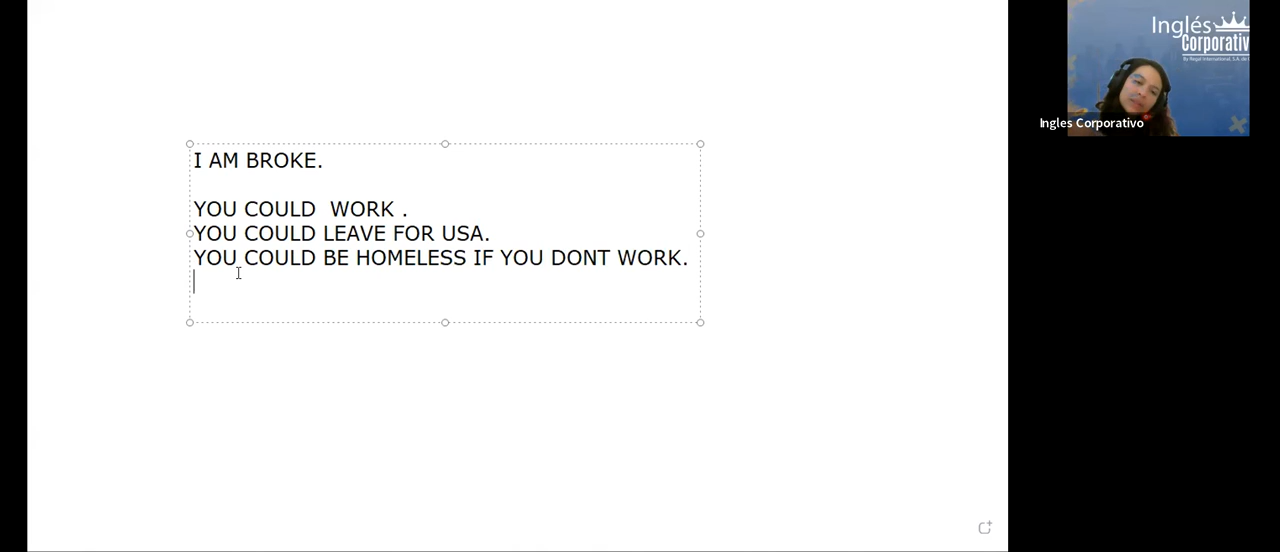 I AM BROKE.
YOU COULD  WORK .
YOU COULD LEAVE FOR USA.
YOU COULD BE HOMELESS IF YOU DONT WORK.
Inglés
Corporativ
Ingles Corporativo